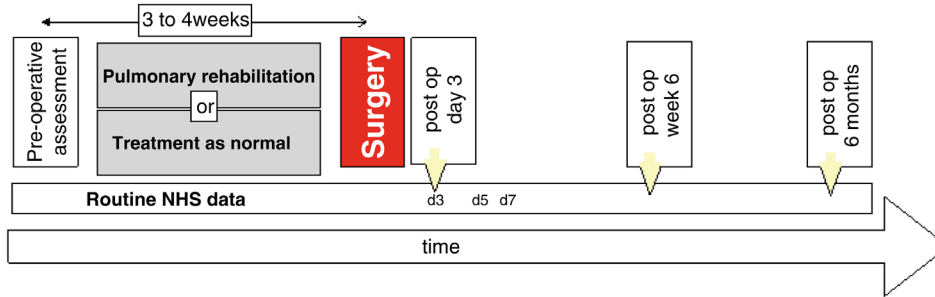 3 to 4weeks
Pre-operative
assessment
Pulmonary rehabilitation
or
Treatment as normal
Surgery
post op
day 3
post op
week 6
post op
6 months
Routine NHS data
d3 d5 d7
time